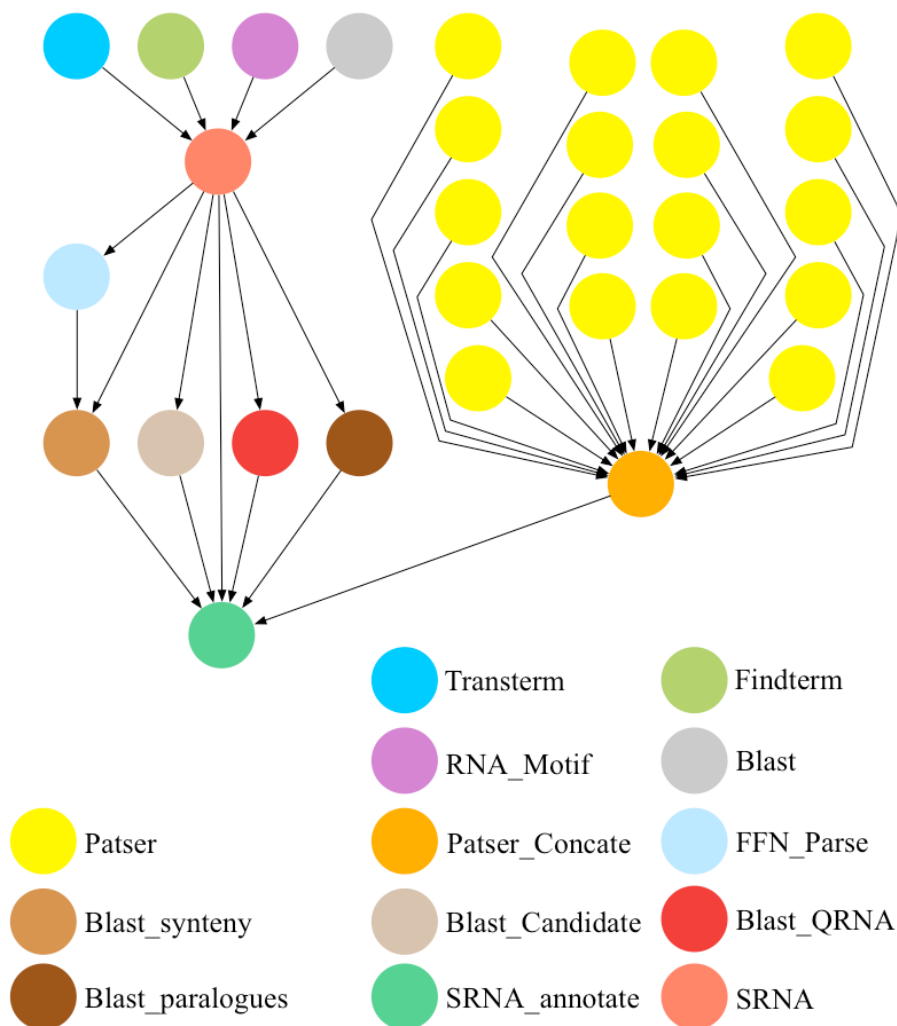 Transterm
Findterm
RNA_Motif
Blast
Patser
Patser_Concate
FFN_Parse
Blast_synteny
Blast_Candidate
Blast_QRNA
Blast_paralogues
SRNA_annotate
SRNA